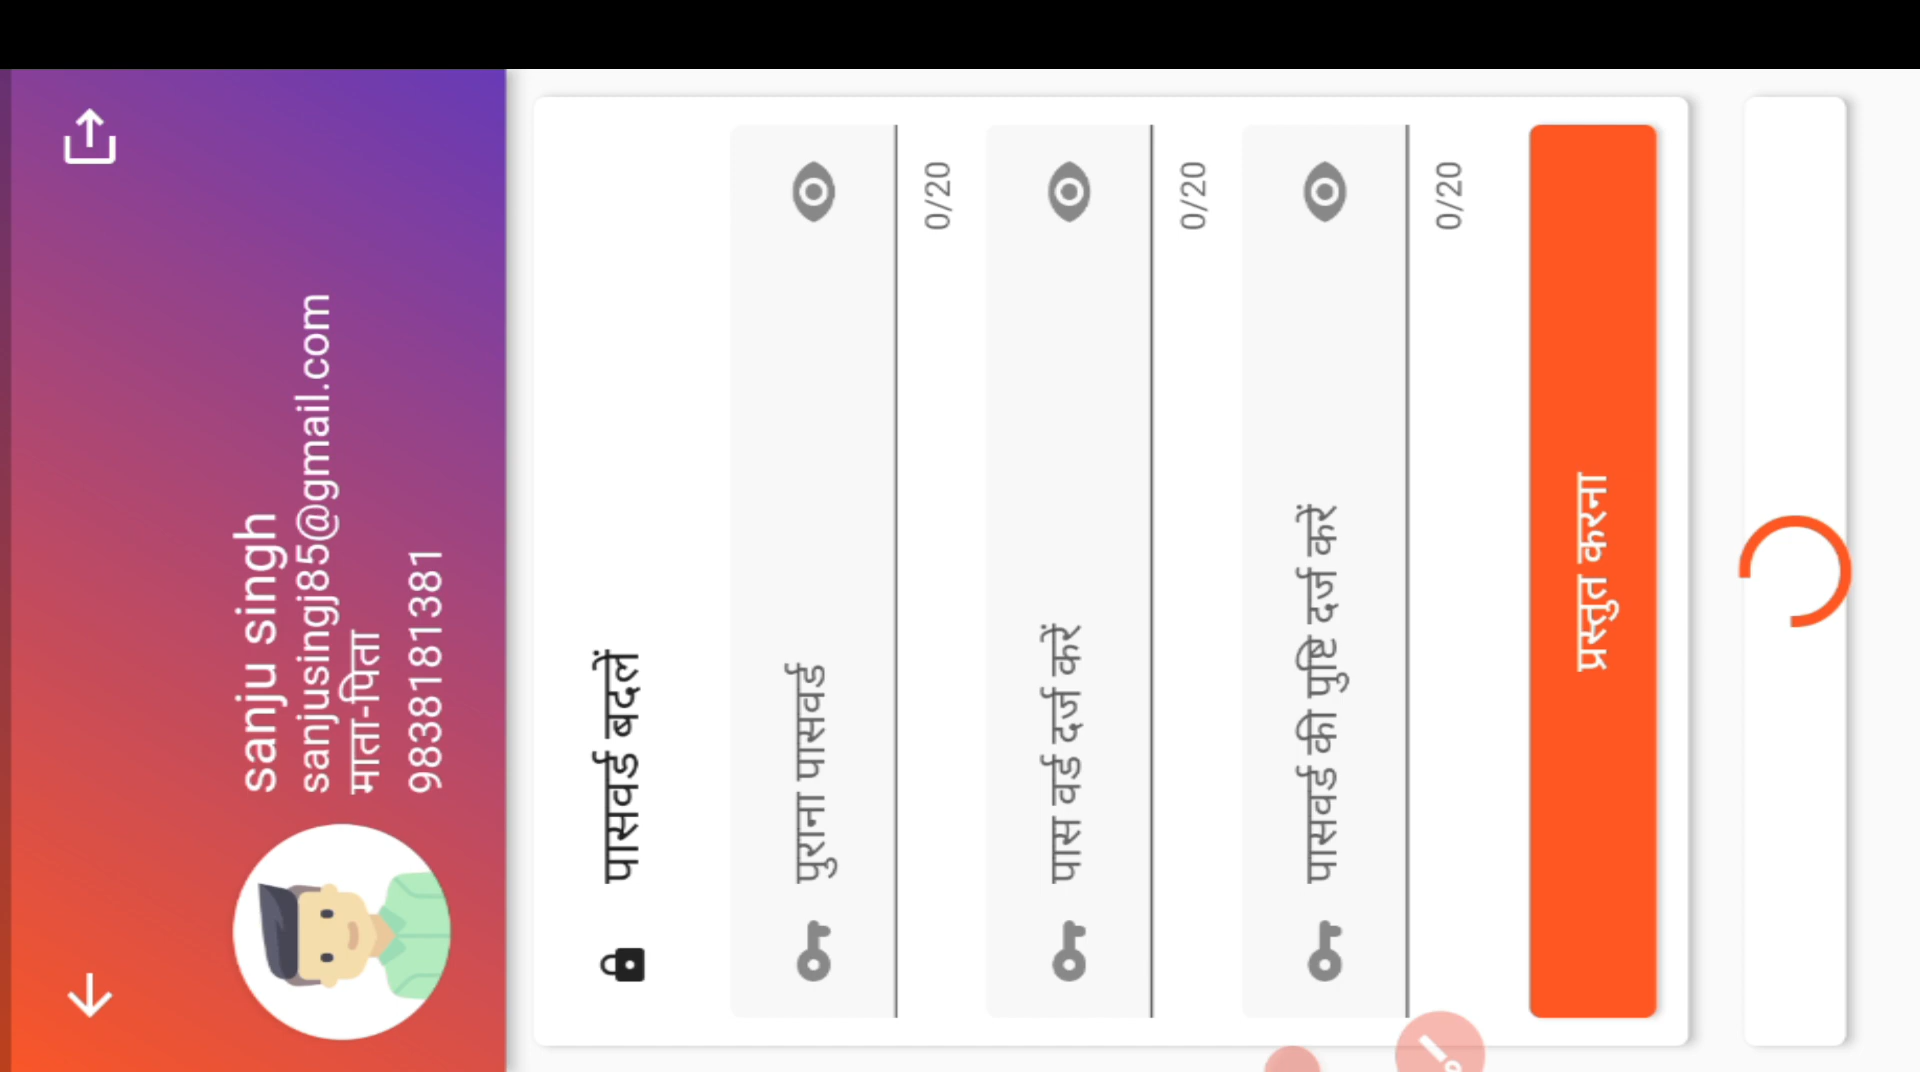 sanju singh
sanjusingj85@gmail.com
माता-पिता
9838181381
पासवर्ड बदलें
पुराना पासवर्ड
0/20
पास वर्ड दर्ज करें
0/20
पासवर्ड की पुष्टि दर्ज करें
0/20
प्रस्तुत करना